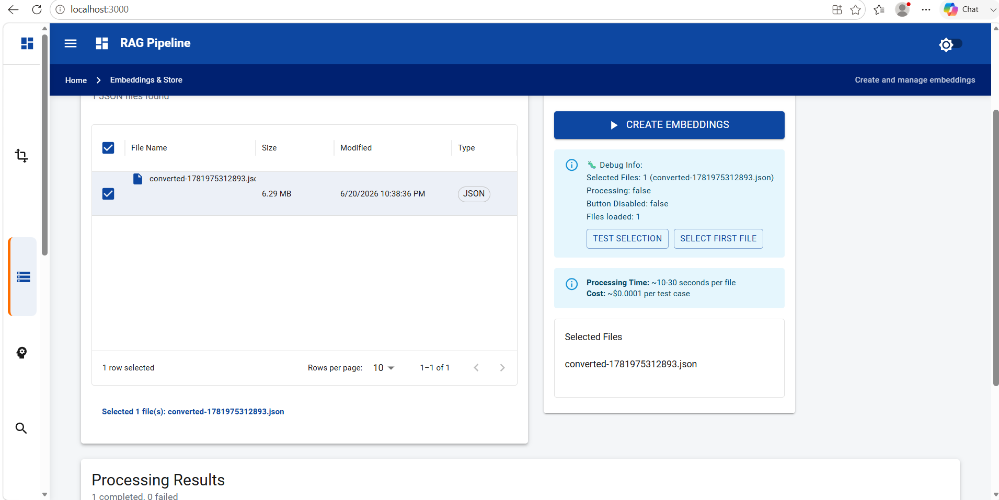 localhost:3000
Chat
RAG Pipeline
Home
Embeddings & Store
Create and manage embeddings
1 JSON files found
File Name
Size
Modified
Type
converted-1781975312893.jso
6.29 MB
6/20/2026 10:38:36 PM
JSON
1 row selected
Rows per page:
10
1–1 of 1
Selected 1 file(s): converted-1781975312893.json
CREATE EMBEDDINGS
Debug Info:
Selected Files: 1 (converted-1781975312893.json)
Processing: false
Button Disabled: false
Files loaded: 1
TEST SELECTION
SELECT FIRST FILE
Processing Time: ~10-30 seconds per file
Cost: ~$0.0001 per test case
Selected Files
converted-1781975312893.json
Processing Results
1 completed, 0 failed